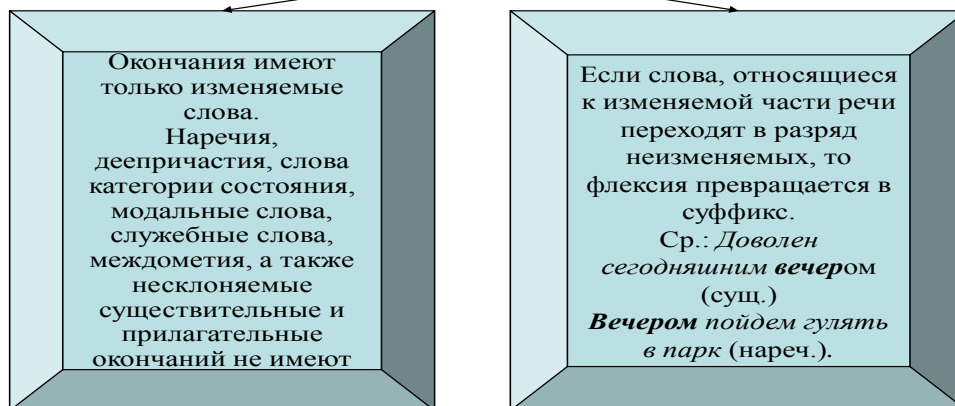 Окончания имеют
только изменяемые
слова.
Наречия,
деепричастия, слова
категории состояния,
модальные слова,
служебные слова,
междометия, а также
несклоняемые
существительные и
прилагательные
окончаний не имеют
Если слова, относящиеся
к изменяемой части речи
переходят в разряд
неизменяемых, то
флексия превращается в
суффикс.
Ср.: Доволен
сегодняшним вечером
(сущ.)
Вечером пойдем гулять
в парк (нареч.).